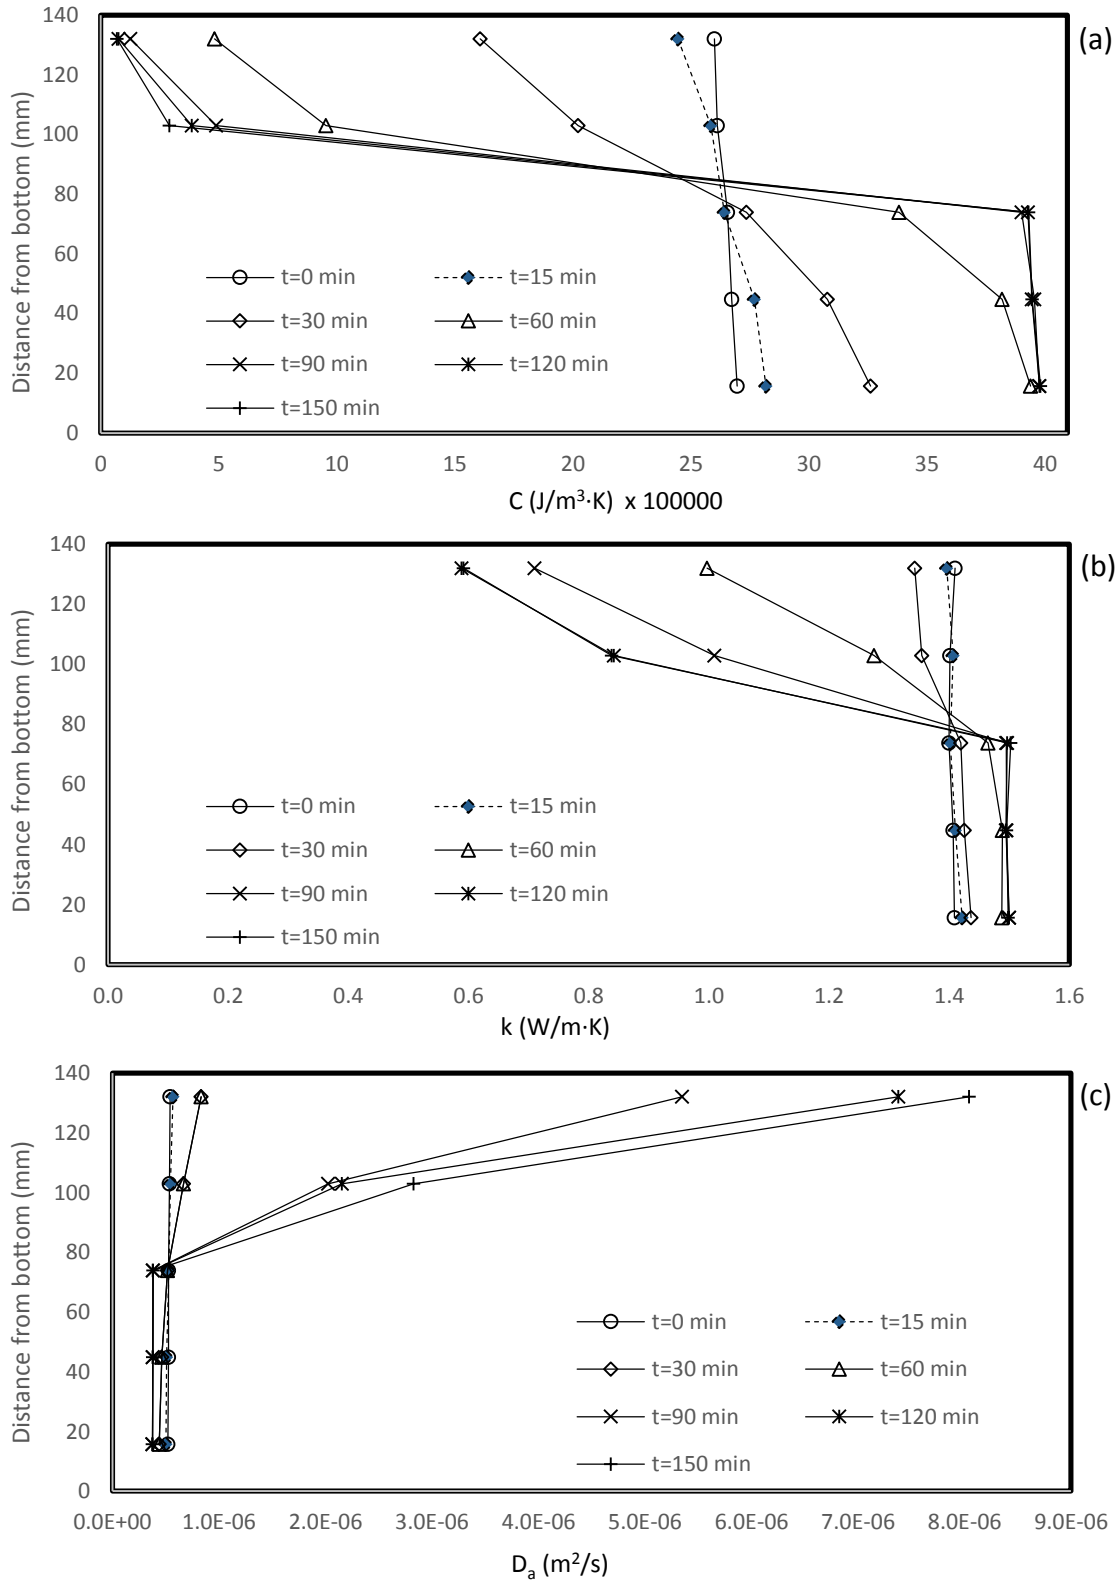 (a)
140
120
100
80
60
40
20
0
Distance from bottom (mm)
t=0 min t=15 min
t=30 min t=60 min
t=90 min t=120 min
t=150 min
0 5 10 15 20 25 30 35 40
C (J/m³·K) x 100000
(b)
140
120
100
80
60
40
20
0
Distance from bottom (mm)
t=0 min t=15 min
t=30 min t=60 min
t=90 min t=120 min
t=150 min
0.0 0.2 0.4 0.6 0.8 1.0 1.2 1.4 1.6
k (W/m·K)
(c)
140
120
100
80
60
40
20
0
Distance from bottom (mm)
t=0 min t=15 min
t=30 min t=60 min
t=90 min t=120 min
t=150 min
0.0E+00 1.0E-06 2.0E-06 3.0E-06 4.0E-06 5.0E-06 6.0E-06 7.0E-06 8.0E-06 9.0E-06
Dₐ (m²/s)